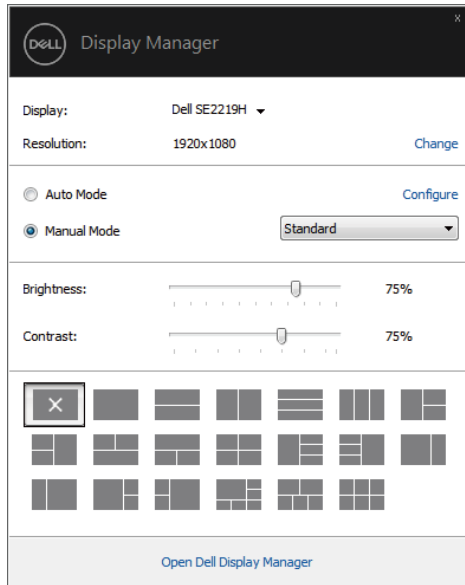 x
DELL Display Manager
Display: Dell SE2219H
Resolution: 1920x1080 Change
Auto Mode Configure
Manual Mode Standard
Brightness: 75%
Contrast: 75%
Open Dell Display Manager